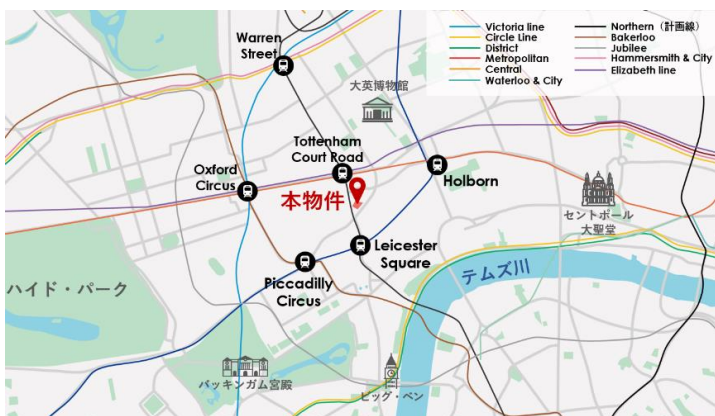 Victoria line
Circle Line
District
Metropolitan
Central
Waterloo & City
Northern（計画線）
Bakerloo
Jubilee
Hammersmith & City
Elizabeth line
Warren
Street
大英博物館
Tottenham
Court Road
Oxford
Circus
Holborn
本物件
セントポール
大聖堂
Leicester
Square
Piccadilly
Circus
テムズ川
ハイド・パーク
バッキンガム宮殿
ビッグ・ベン